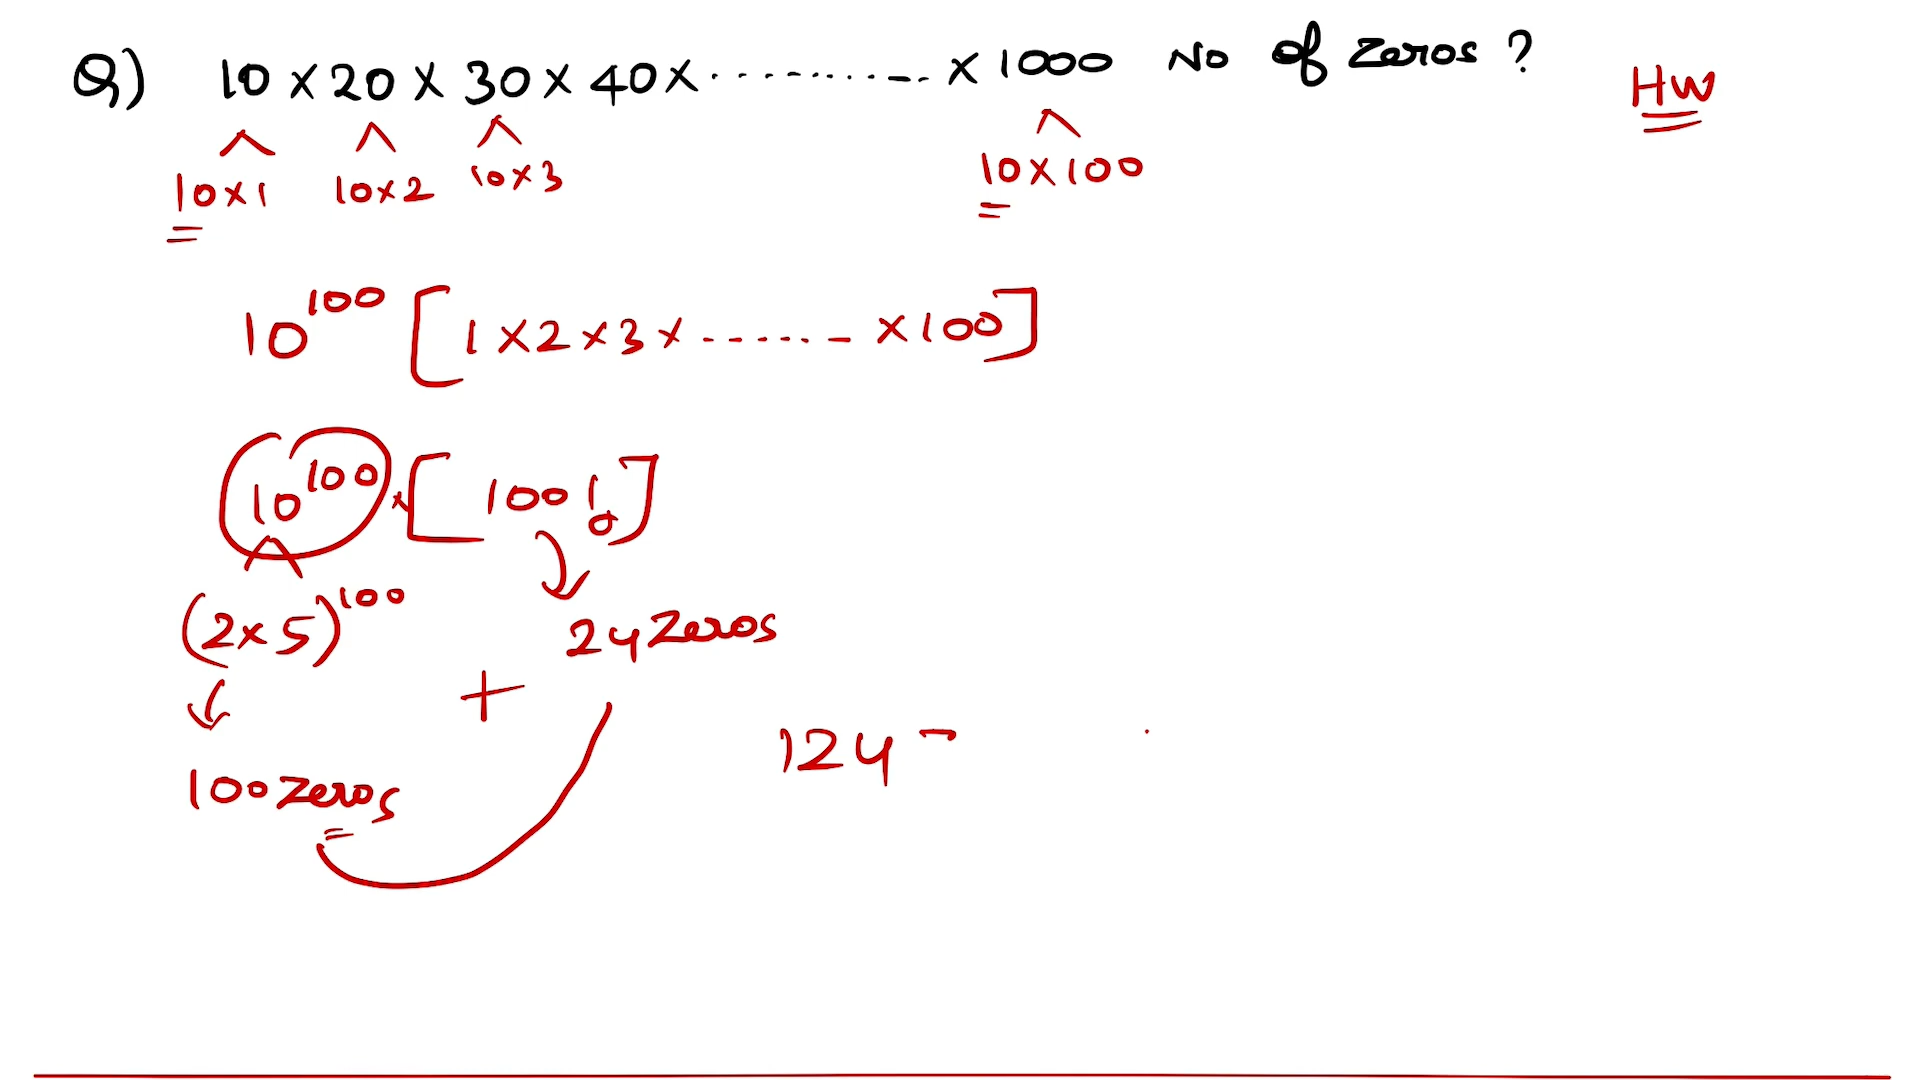 Q) 10 × 20 × 30 × 40 × ............ × 1000 No of zeros ?
HW
10×1 10×2 10×3 10×100
10^100 [1 × 2 × 3 × ...... × 100]
10^100 × [100!]
(2×5)^100
24 zeros
+
124
100 zeros